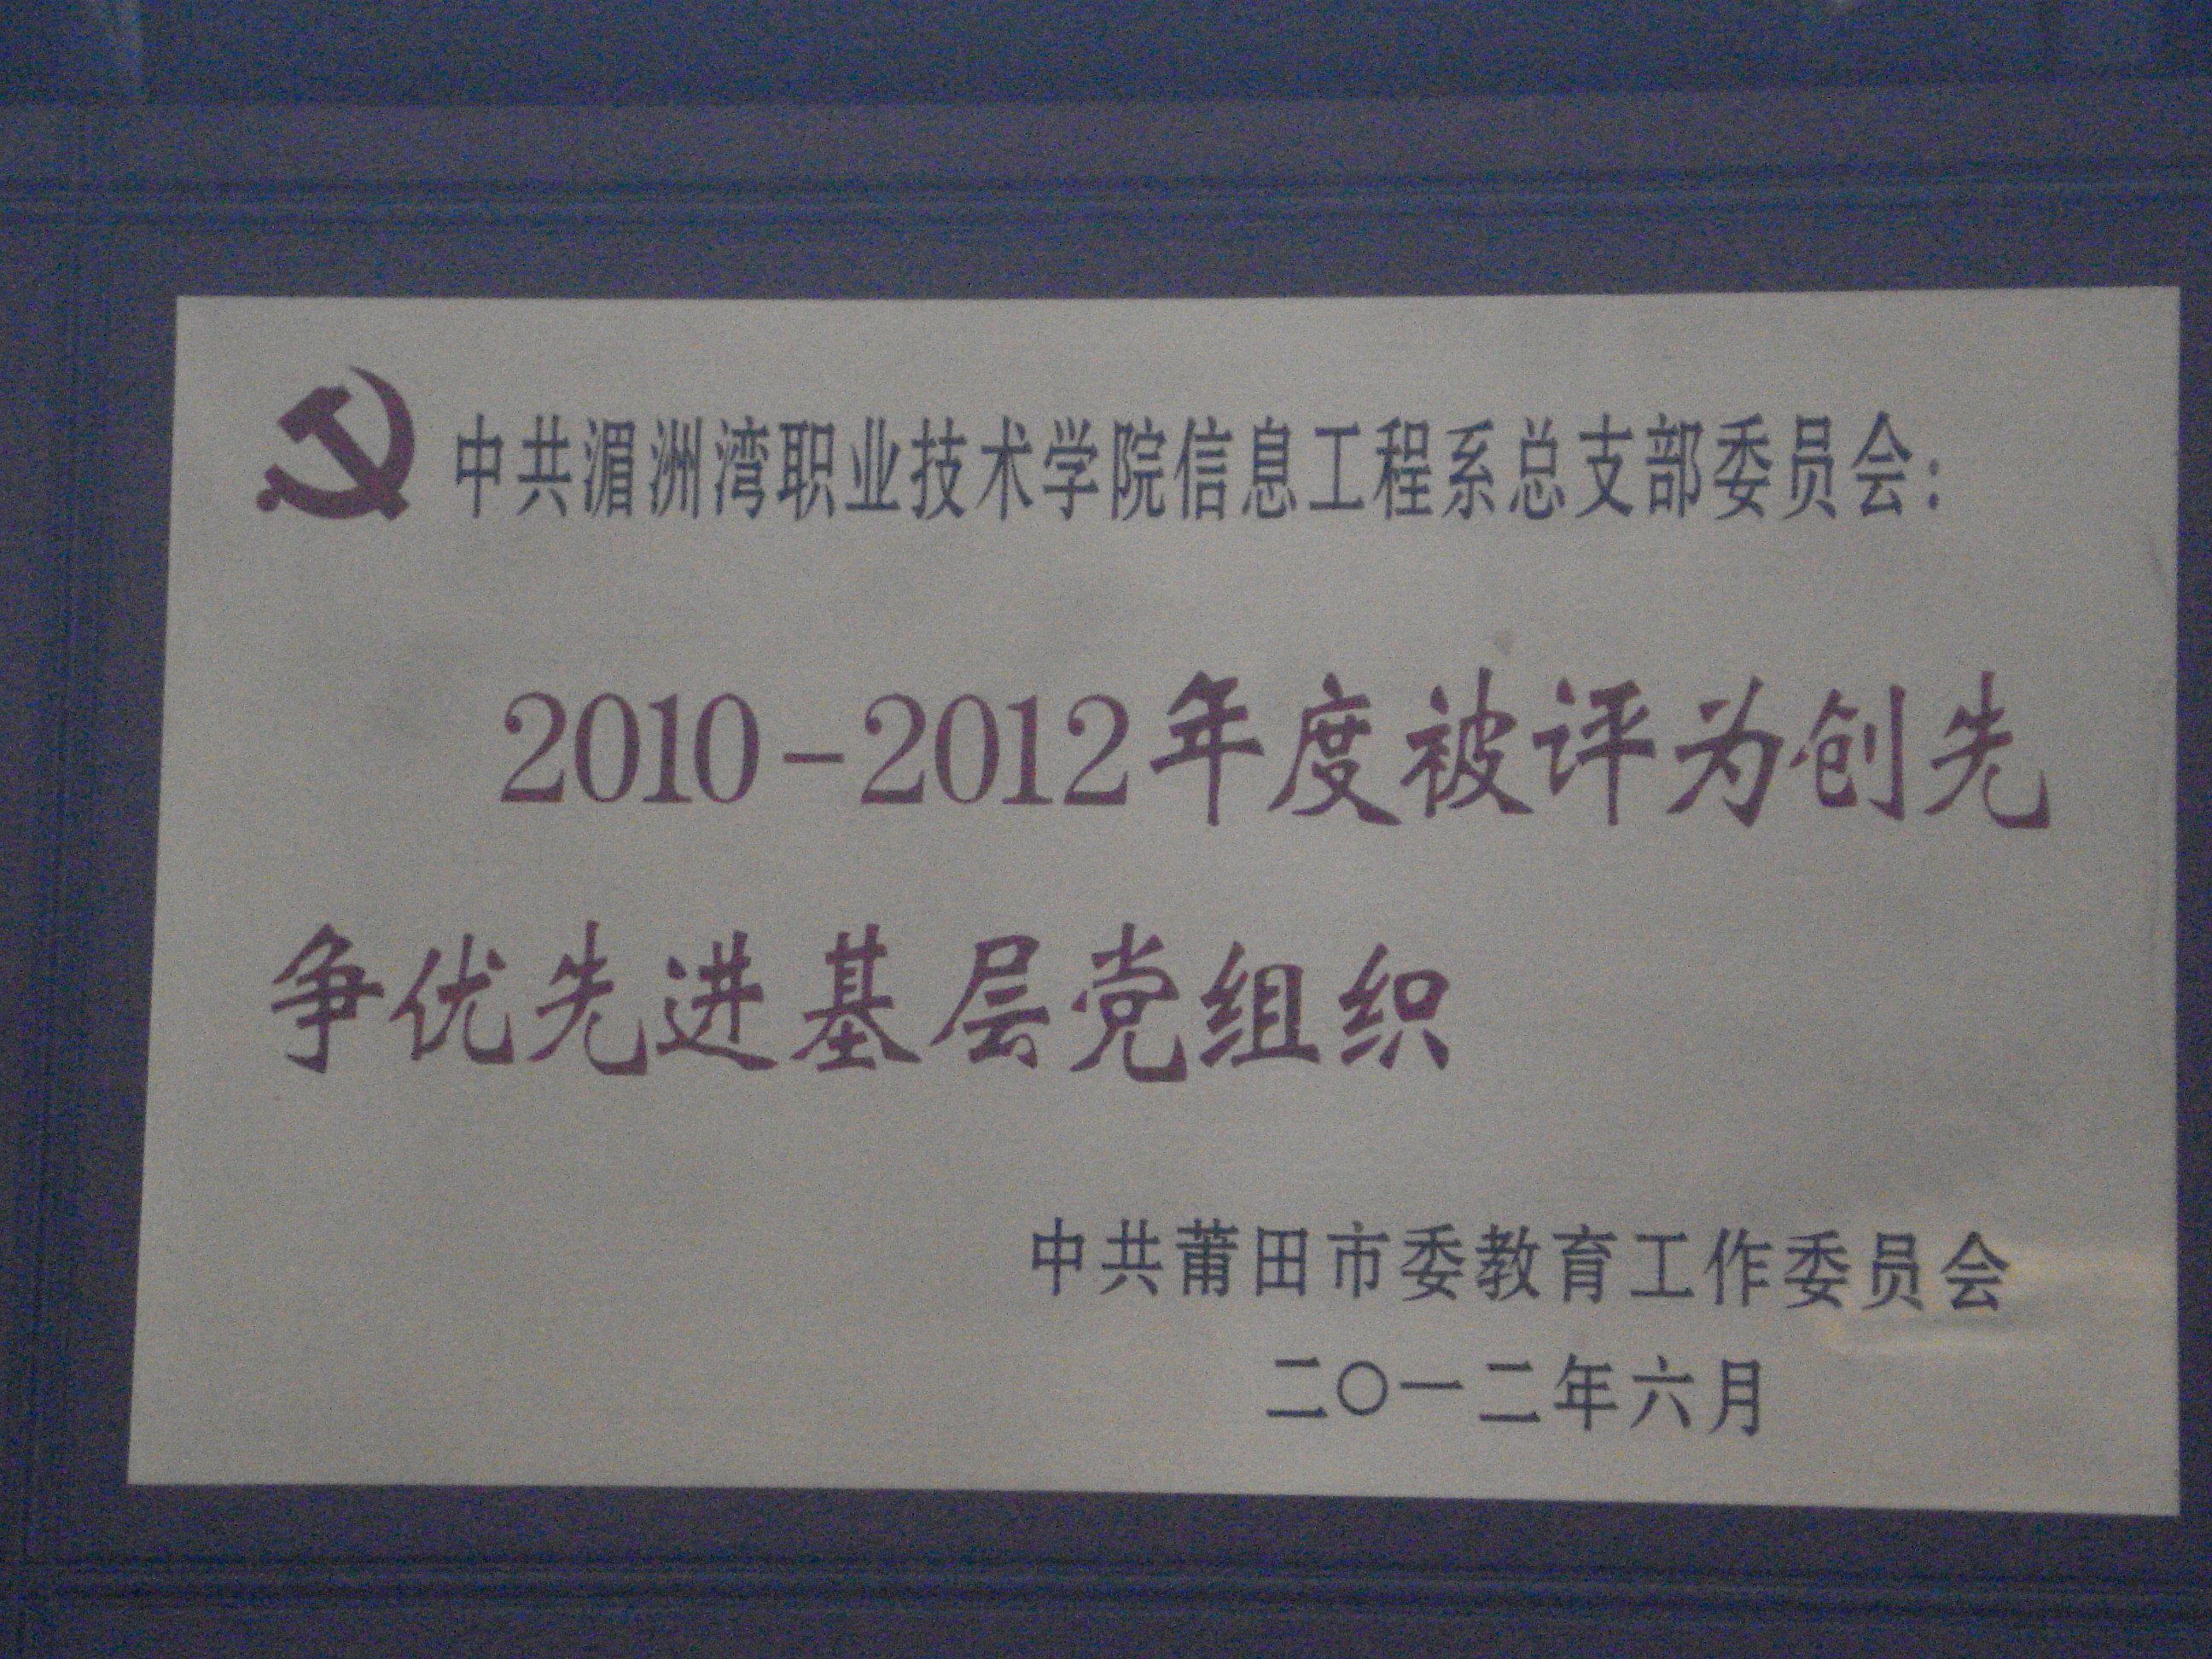 中共湄洲湾职业技术学院信息工程系总支部委员会:
2010-2012年度被评为创先
争优先进基层党组织
中共莆田市委教育工作委员会
二〇一二年六月